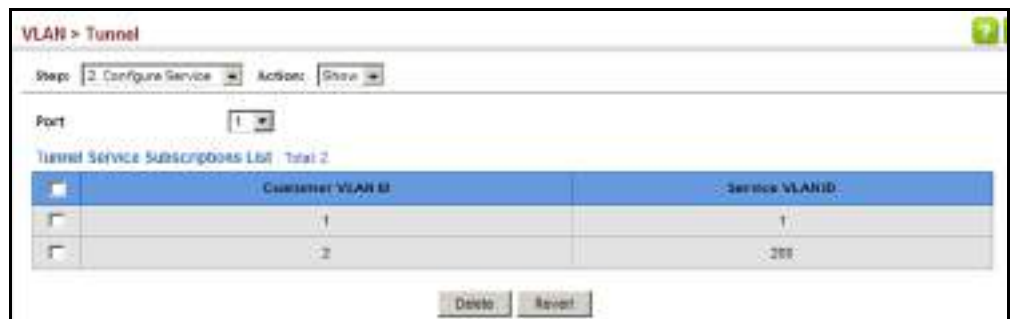 VLAN > Tunnel
?
Step: 2. Configure Service Action: Show
Port 1
Tunnel Service Subscriptions List Total: 2
Customer VLAN ID Service VLAN ID
1 1
2
Delete Revert